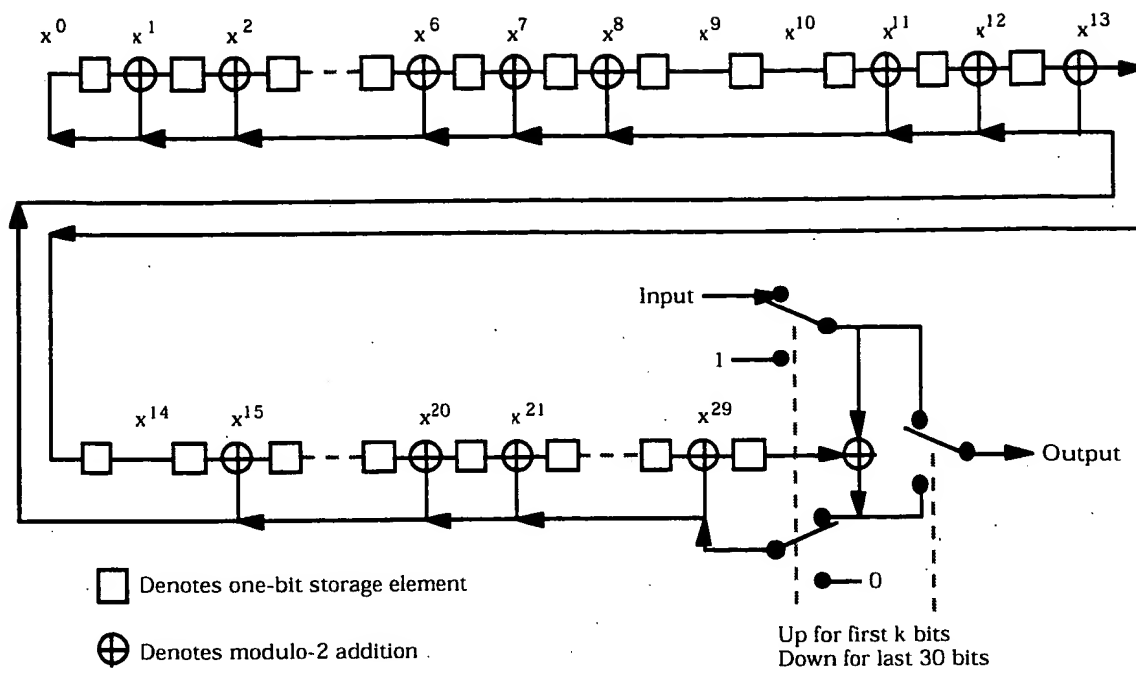 x⁰ x¹ x² x⁶ x⁷ x⁸ x⁹ x¹⁰ x¹¹ x¹² x¹³
Input
1
x¹⁴ x¹⁵ x²⁰ x²¹ x²⁹
Output
0
Denotes one-bit storage element
Denotes modulo-2 addition
Up for first k bits
Down for last 30 bits